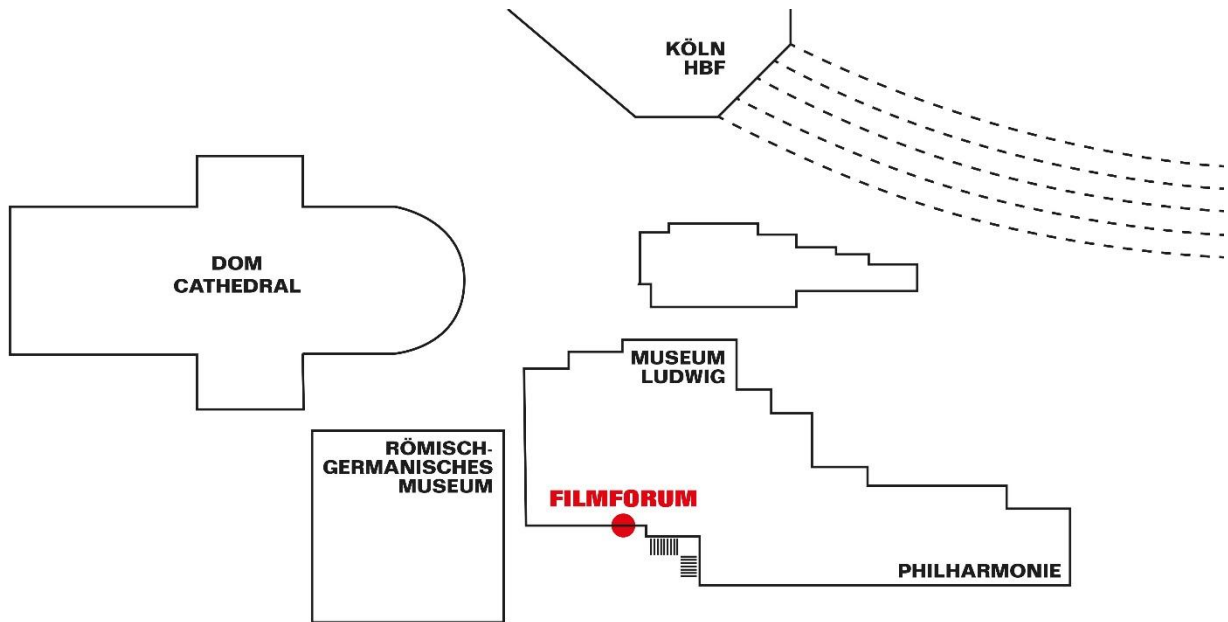 KÖLN
HBF
DOM
CATHEDRAL
MUSEUM
LUDWIG
RÖMISCH-
GERMANISCHES
MUSEUM
FILMFORUM
PHILHARMONIE